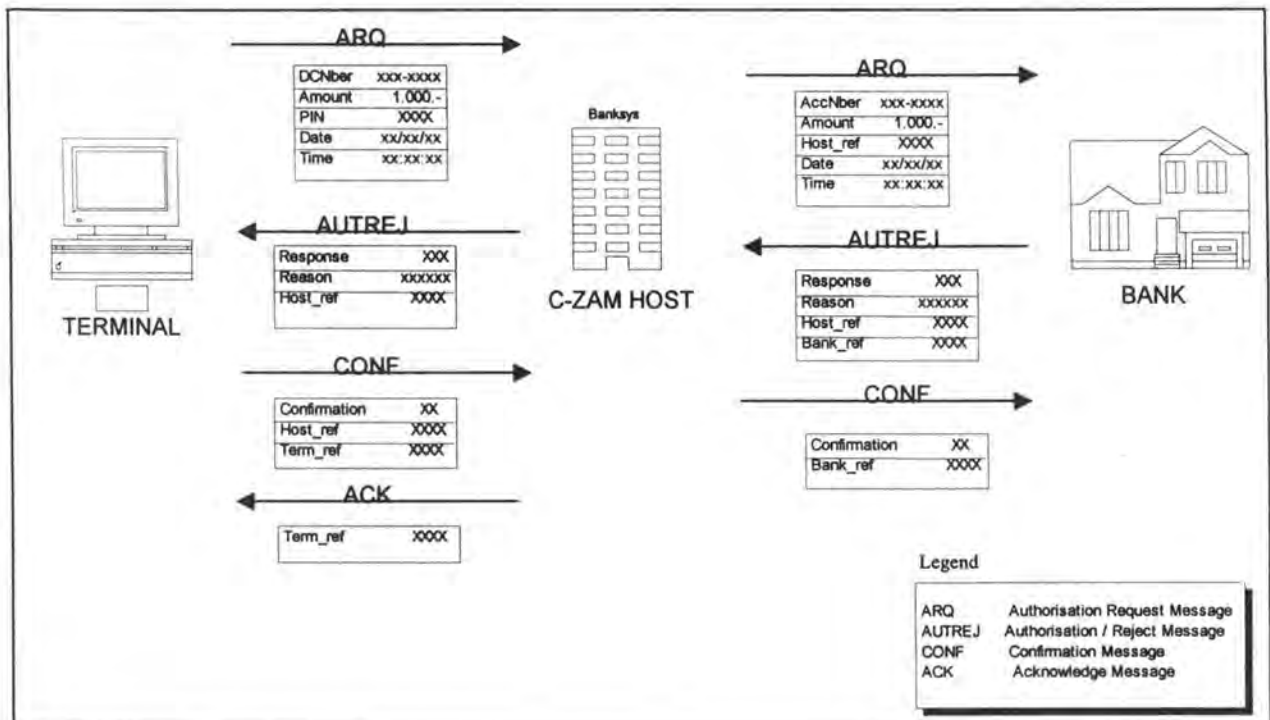 ARQ
DCNber xxx-xxxx
Amount 1.000.-
PIN XXXX
Date xx/xx/xx
Time xx:xx:xx
AUTREJ
Response XXX
Reason xxxxxx
Host_ref XXXX
TERMINAL
CONF
Confirmation XX
Host_ref XXXX
Term_ref XXXX
ACK
Term_ref XXXX
Banksys
C-ZAM HOST
ARQ
AccNber xxx-xxxx
Amount 1.000.-
Host_ref XXXX
Date xx/xx/xx
Time xx:xx:xx
AUTREJ
Response XXX
Reason xxxxxx
Host_ref XXXX
Bank_ref XXXX
BANK
CONF
Confirmation XX
Bank_ref XXXX
Legend
ARQ Authorisation Request Message
AUTREJ Authorisation / Reject Message
CONF Confirmation Message
ACK Acknowledge Message